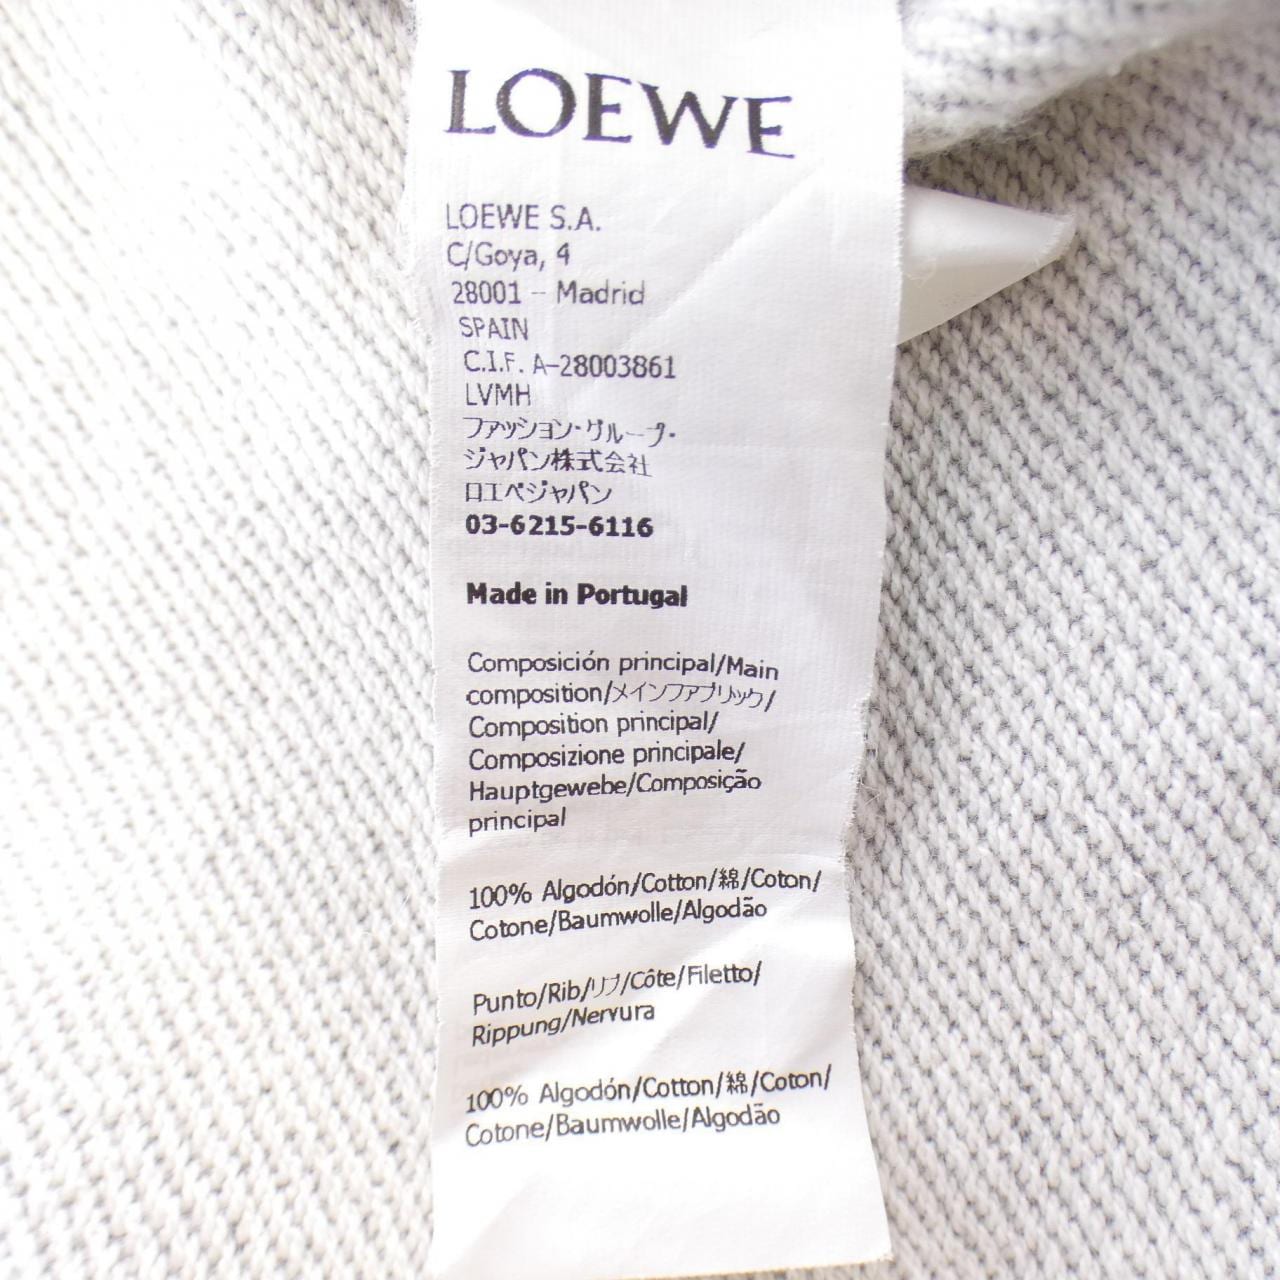 LOEWE
LOEWE S.A.
C/Goya, 4
28001 - Madrid
SPAIN
C.I.F. A-28003861
LVMH
ファッション・グループ・
ジャパン株式会社
ロエベジャパン
03-6215-6116
Made in Portugal
Composición principal/Main
composition/メインファブリック/
Composition principal/
Composizione principale/
Hauptgewebe/Composição
principal
100% Algodón/Cotton/綿/Coton/
Cotone/Baumwolle/Algodão
Punto/Rib/リブ/Côte/Filetto/
Rippung/Nervura
100% Algodón/Cotton/綿/Coton/
Cotone/Baumwolle/Algodão